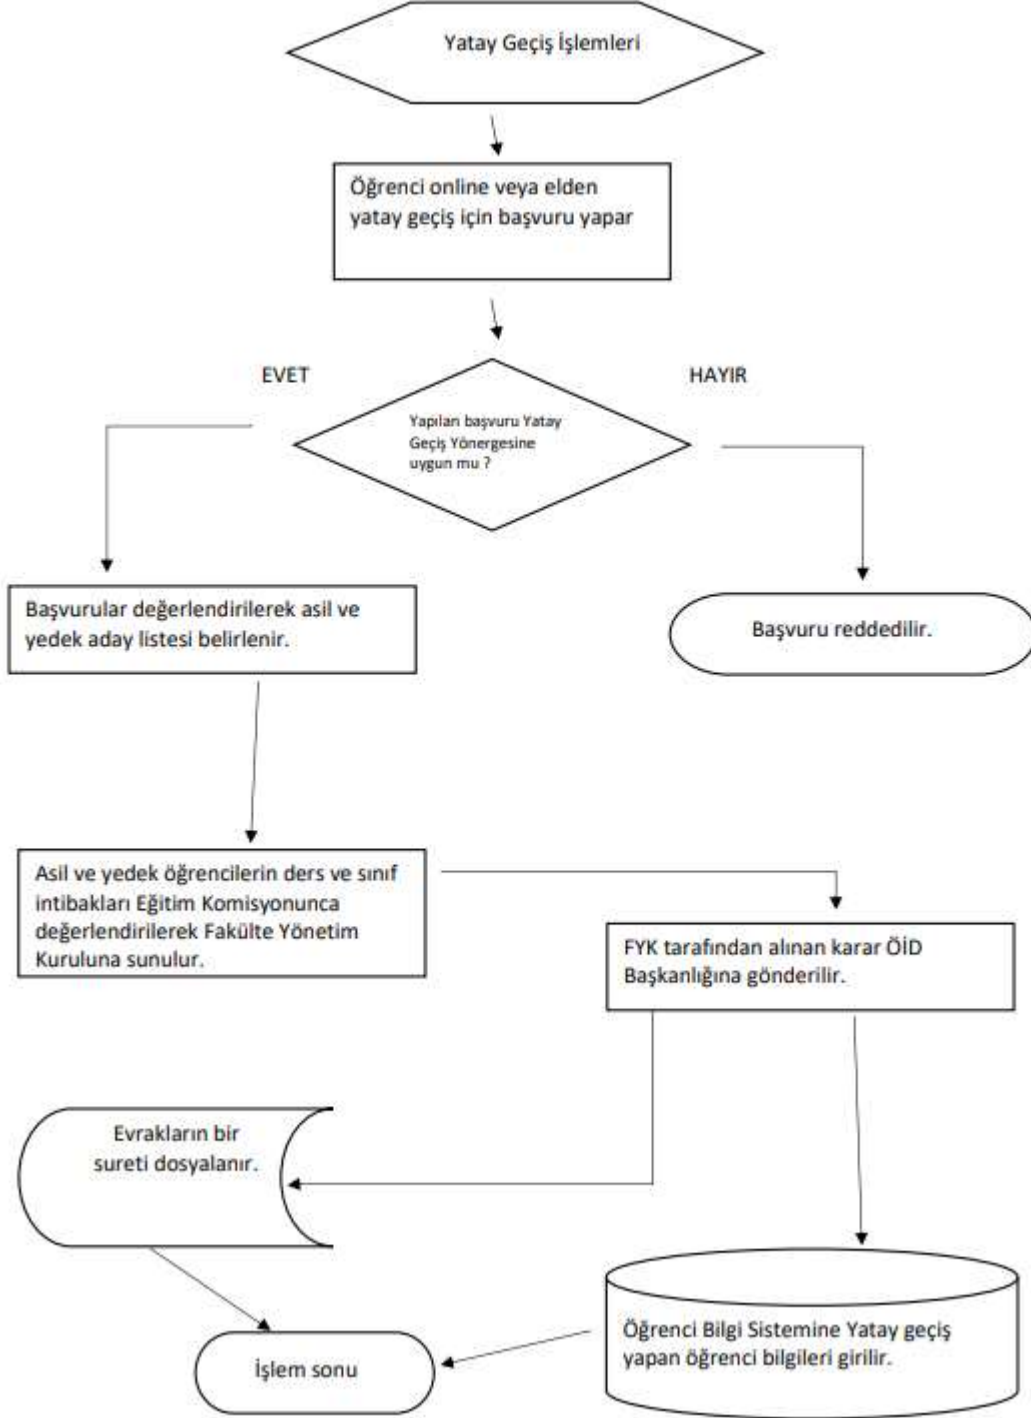 Yatay Geçiş İşlemleri
Öğrenci online veya elden
yatay geçiş için başvuru yapar
EVET
HAYIR
Yapılan başvuru Yatay
Geçiş Yönergesine
uygun mu ?
Başvurular değerlendirilerek asil ve
yedek aday listesi belirlenir.
Başvuru reddedilir.
Asil ve yedek öğrencilerin ders ve sınıf
intibakları Eğitim Komisyonunca
değerlendirilerek Fakülte Yönetim
Kuruluna sunulur.
FYK tarafından alınan karar ÖİD
Başkanlığına gönderilir.
Evrakların bir
sureti dosyalanır.
Öğrenci Bilgi Sistemine Yatay geçiş
yapan öğrenci bilgileri girilir.
İşlem sonu